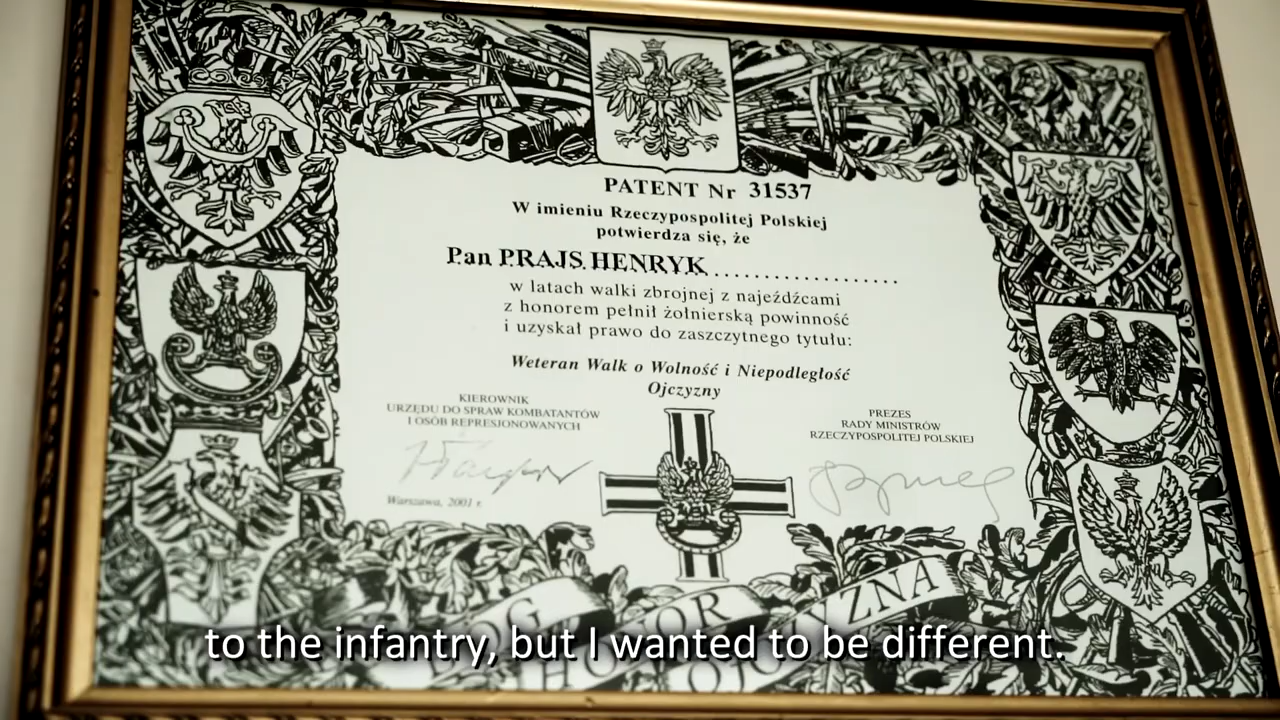 PATENT Nr 31537
W imieniu Rzeczypospolitej Polskiej
potwierdza się, że
Pan PRAJS HENRYK
w latach walki zbrojnej z najeźdźcami
z honorem pełnił żołnierską powinność
i uzyskał prawo do zaszczytnego tytułu:
Weteran Walk o Wolność i Niepodległość
Ojczyzny
KIEROWNIK
URZĘDU DO SPRAW KOMBATANTÓW
I OSÓB REPRESJONOWANYCH
PREZES
RADY MINISTRÓW
RZECZYPOSPOLITEJ POLSKIEJ
Warszawa, 2001 r.
to the infantry, but I wanted to be different.